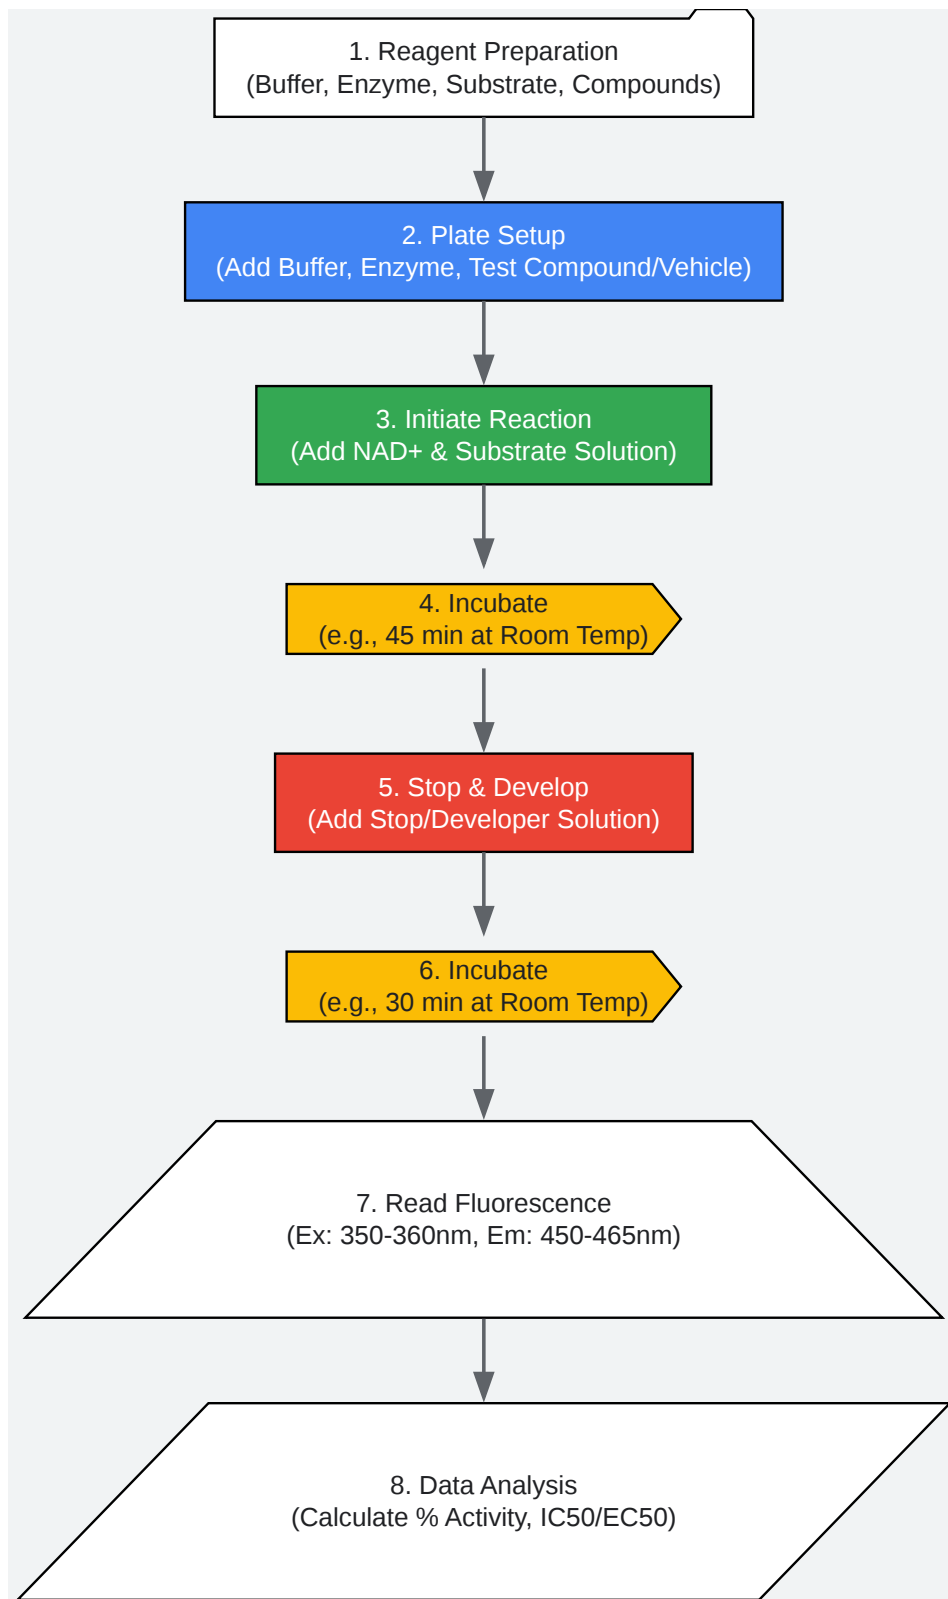 1. Reagent Preparation
(Buffer, Enzyme, Substrate, Compounds)
2. Plate Setup
(Add Buffer, Enzyme, Test Compound/Vehicle)
3. Initiate Reaction
(Add NAD+ & Substrate Solution)
4. Incubate
(e.g., 45 min at Room Temp)
5. Stop & Develop
(Add Stop/Developer Solution)
6. Incubate
(e.g., 30 min at Room Temp)
7. Read Fluorescence
(Ex: 350-360nm, Em: 450-465nm)
8. Data Analysis
(Calculate % Activity, IC50/EC50)